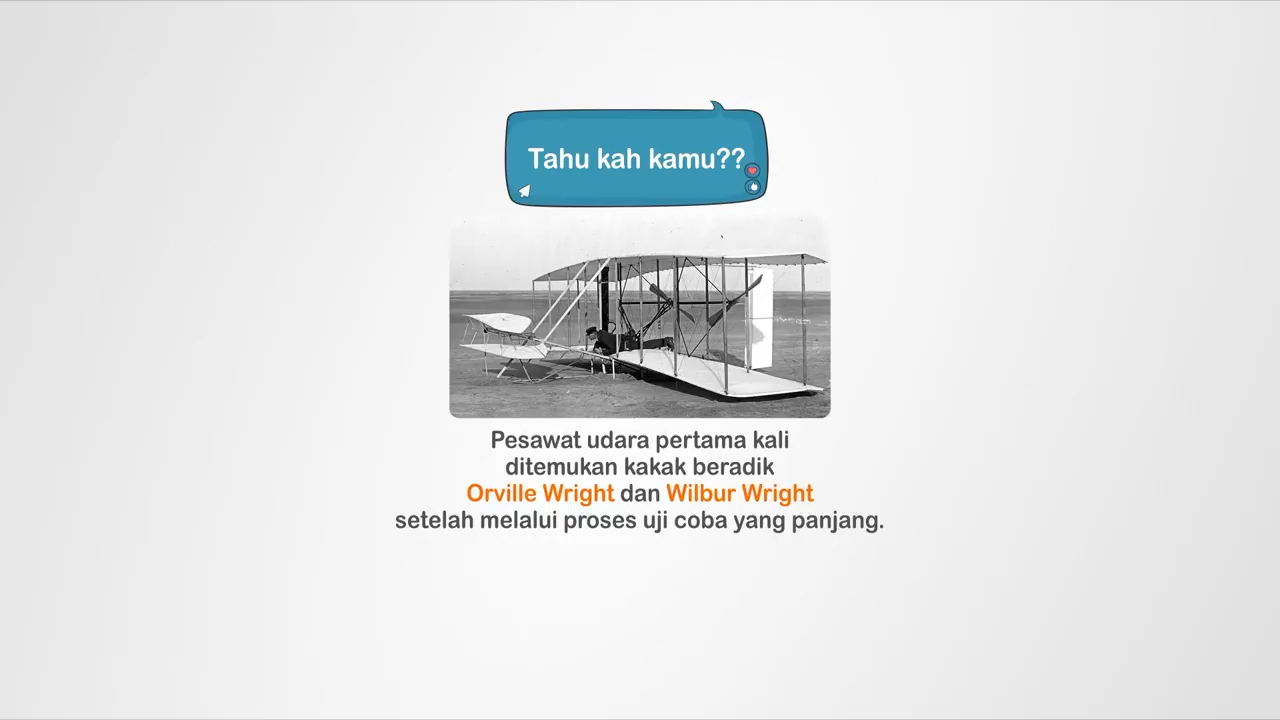 Tahu kah kamu??
Pesawat udara pertama kali
ditemukan kakak beradik
Orville Wright dan Wilbur Wright
setelah melalui proses uji coba yang panjang.